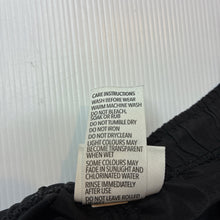 CARE INSTRUCTIONS
WASH BEFORE WEAR
WARM MACHINE WASH
DO NOT BLEACH,
SOAK OR RUB
DO NOT TUMBLE DRY
DO NOT IRON
DO NOT DRYCLEAN
LIGHT COLOURS MAY
BECOME TRANSPARENT
WHEN WET
SOME COLOURS MAY
FADE IN SUNLIGHT AND
CHLORINATED WATER
RINSE IMMEDIATELY
AFTER USE
DO NOT LEAVE ROLLED